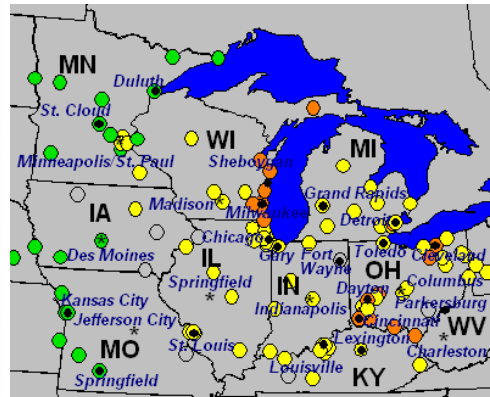 MN
Duluth
St. Cloud
WI
Minneapolis/St. Paul
Sheboygan
MI
Grand Rapids
Madison
Milwaukee
IA
Detroit
Chicago
Des Moines
Gary
Fort Wayne
Toledo
Cleveland
IL
OH
Springfield
IN
Columbus
Dayton
Kansas City
Indianapolis
Parkersburg
Jefferson City
Cincinnati
WV
St. Louis
Lexington
MO
Charleston
Louisville
Springfield
KY